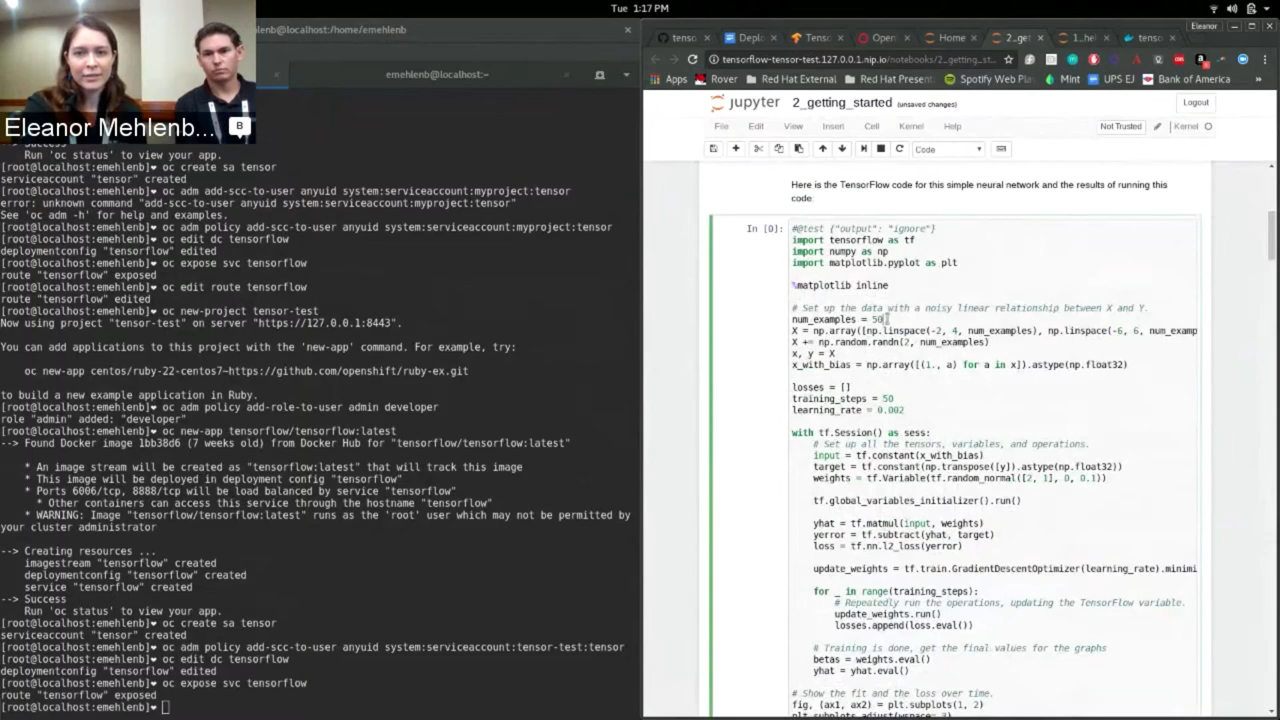 Tue 1:17 PM
lenb@localhost:/home/emehlenb
emehlenb@localhost:~
Eleanor Mehlenb...
B
Success
Run 'oc status' to view your app.
[root@localhost:emehlenb]❤ oc create sa tensor
serviceaccount "tensor" created
[root@localhost:emehlenb]❤ oc adm add-scc-to-user anyuid system:serviceaccount:myproject:tensor
error: unknown command "add-scc-to-user anyuid system:serviceaccount:myproject:tensor"
See 'oc adm -h' for help and examples.
[root@localhost:emehlenb]❤ oc adm policy add-scc-to-user anyuid system:serviceaccount:myproject:tensor
[root@localhost:emehlenb]❤ oc edit dc tensorflow
deploymentconfig "tensorflow" edited
[root@localhost:emehlenb]❤ oc expose svc tensorflow
route "tensorflow" exposed
[root@localhost:emehlenb]❤ oc edit route tensorflow
route "tensorflow" edited
[root@localhost:emehlenb]❤ oc new-project tensor-test
Now using project "tensor-test" on server "https://127.0.0.1:8443".
You can add applications to this project with the 'new-app' command. For example, try:
oc new-app centos/ruby-22-centos7~https://github.com/openshift/ruby-ex.git
to build a new example application in Ruby.
[root@localhost:emehlenb]❤ oc adm policy add-role-to-user admin developer
role "admin" added: "developer"
[root@localhost:emehlenb]❤ oc new-app tensorflow/tensorflow:latest
--> Found Docker image 1bb38d6 (7 weeks old) from Docker Hub for "tensorflow/tensorflow:latest"
* An image stream will be created as "tensorflow:latest" that will track this image
* This image will be deployed in deployment config "tensorflow"
* Ports 6006/tcp, 8888/tcp will be load balanced by service "tensorflow"
* Other containers can access this service through the hostname "tensorflow"
* WARNING: Image "tensorflow/tensorflow:latest" runs as the 'root' user which may not be permitted by
your cluster administrator
--> Creating resources ...
imagestream "tensorflow" created
deploymentconfig "tensorflow" created
service "tensorflow" created
--> Success
Run 'oc status' to view your app.
[root@localhost:emehlenb]❤ oc create sa tensor
serviceaccount "tensor" created
[root@localhost:emehlenb]❤ oc adm policy add-scc-to-user anyuid system:serviceaccount:tensor-test:tensor
[root@localhost:emehlenb]❤ oc edit dc tensorflow
deploymentconfig "tensorflow" edited
[root@localhost:emehlenb]❤ oc expose svc tensorflow
route "tensorflow" exposed
[root@localhost:emehlenb]❤
Eleanor
tenso Deplo Tenso Open Home 2_get 1_hel tenso
tensorflow-tensor-test.127.0.0.1.nip.io/notebooks/2_getting_st...
Apps Rover Red Hat External Red Hat Present. Spotify Web Pla Mint UPS EJ Bank of America
jupyter 2_getting_started (unsaved changes) Logout
File Edit View Insert Cell Kernel Help Not Trusted Kernel
Code
Here is the TensorFlow code for this simple neural network and the results of running this
code:
In [0]:
#@test {"output": "ignore"}
import tensorflow as tf
import numpy as np
import matplotlib.pyplot as plt
%matplotlib inline
# Set up the data with a noisy linear relationship between X and Y.
num_examples = 50
X = np.array([np.linspace(-2, 4, num_examples), np.linspace(-6, 6, num_examp
X += np.random.randn(2, num_examples)
x, y = X
x_with_bias = np.array([(1., a) for a in x]).astype(np.float32)
losses = []
training_steps = 50
learning_rate = 0.002
with tf.Session() as sess:
# Set up all the tensors, variables, and operations.
input = tf.constant(x_with_bias)
target = tf.constant(np.transpose([y]).astype(np.float32))
weights = tf.Variable(tf.random_normal([2, 1], 0, 0.1))
tf.global_variables_initializer().run()
yhat = tf.matmul(input, weights)
yerror = tf.subtract(yhat, target)
loss = tf.nn.l2_loss(yerror)
update_weights = tf.train.GradientDescentOptimizer(learning_rate).minimi
for _ in range(training_steps):
# Repeatedly run the operations, updating the TensorFlow variable.
update_weights.run()
losses.append(loss.eval())
# Training is done, get the final values for the graphs
betas = weights.eval()
yhat = yhat.eval()
# Show the fit and the loss over time.
fig, (ax1, ax2) = plt.subplots(1, 2)